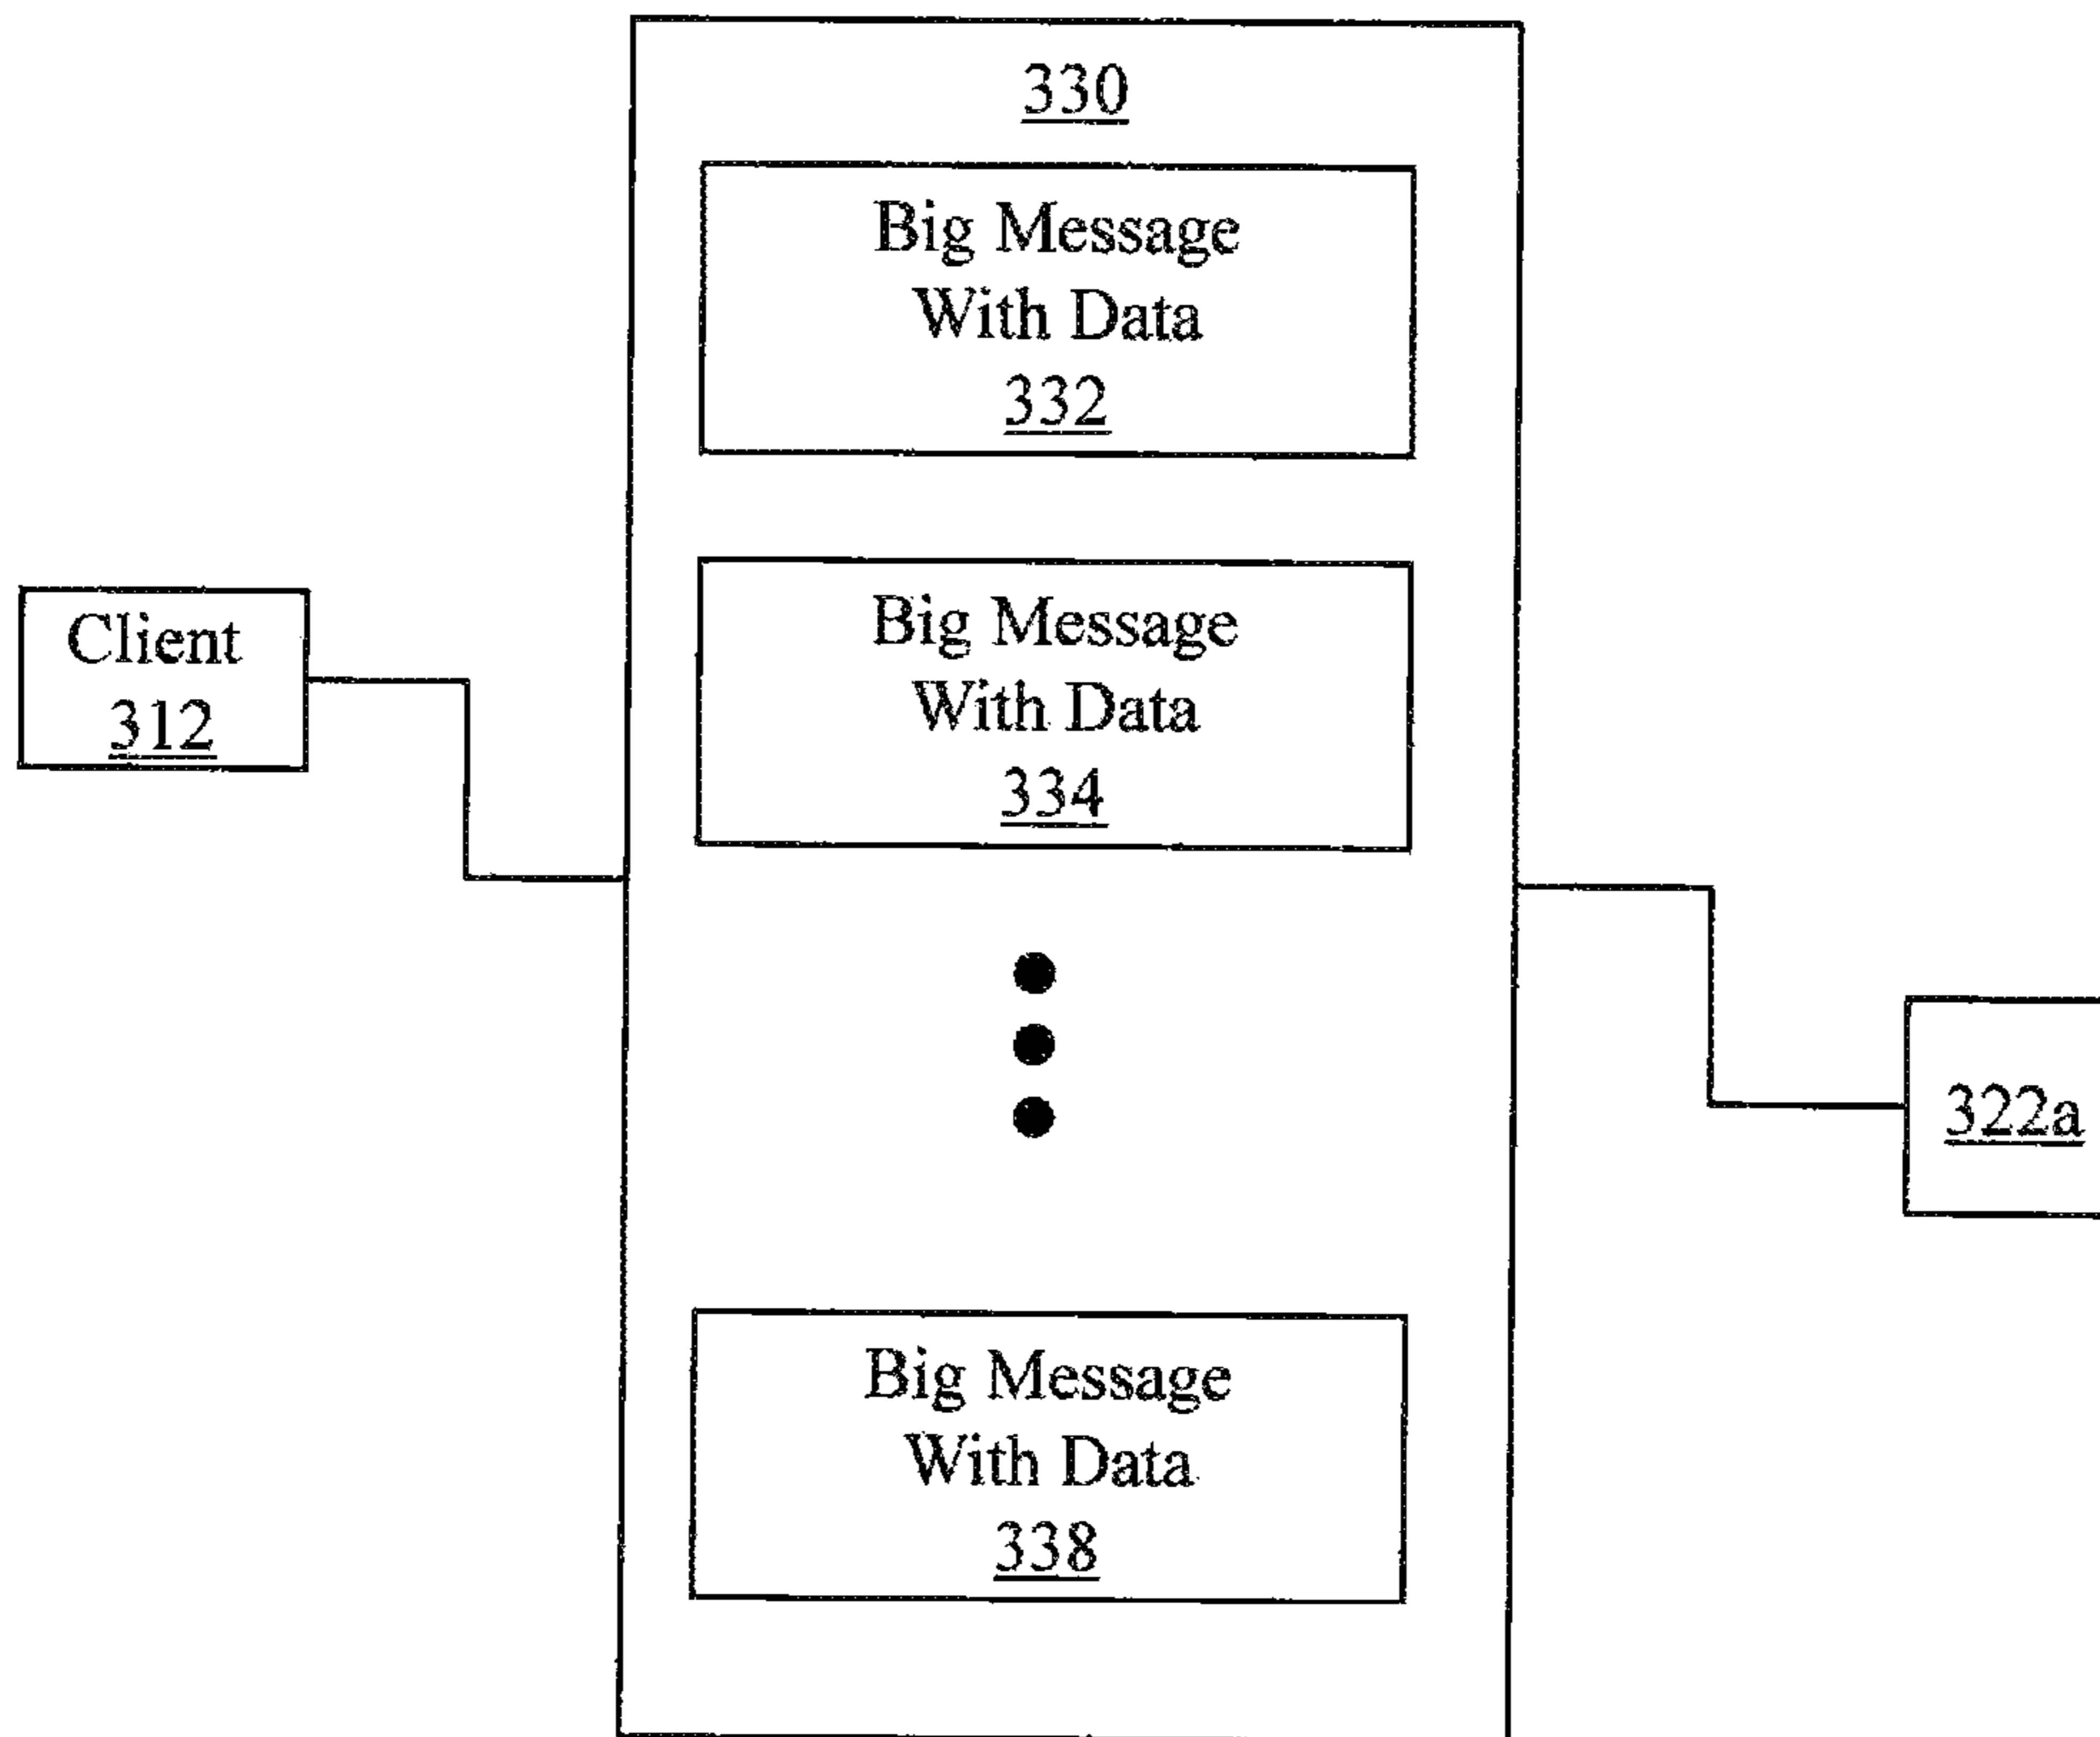 330
Big Message
With Data
332
Client
312
Big Message
With Data
334
322a
Big Message
With Data
338